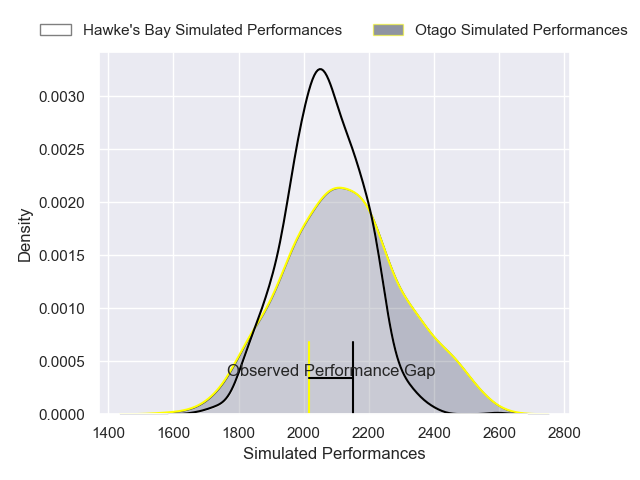 Hawke's Bay Simulated Performances Otago Simulated Performances
0.0030
0.0025
0.0020
0.0015
0.0010
0.0005
0.0000
Density
Observed Performance Gap
1400 1600 1800 2000 2200 2400 2600 2800
Simulated Performances